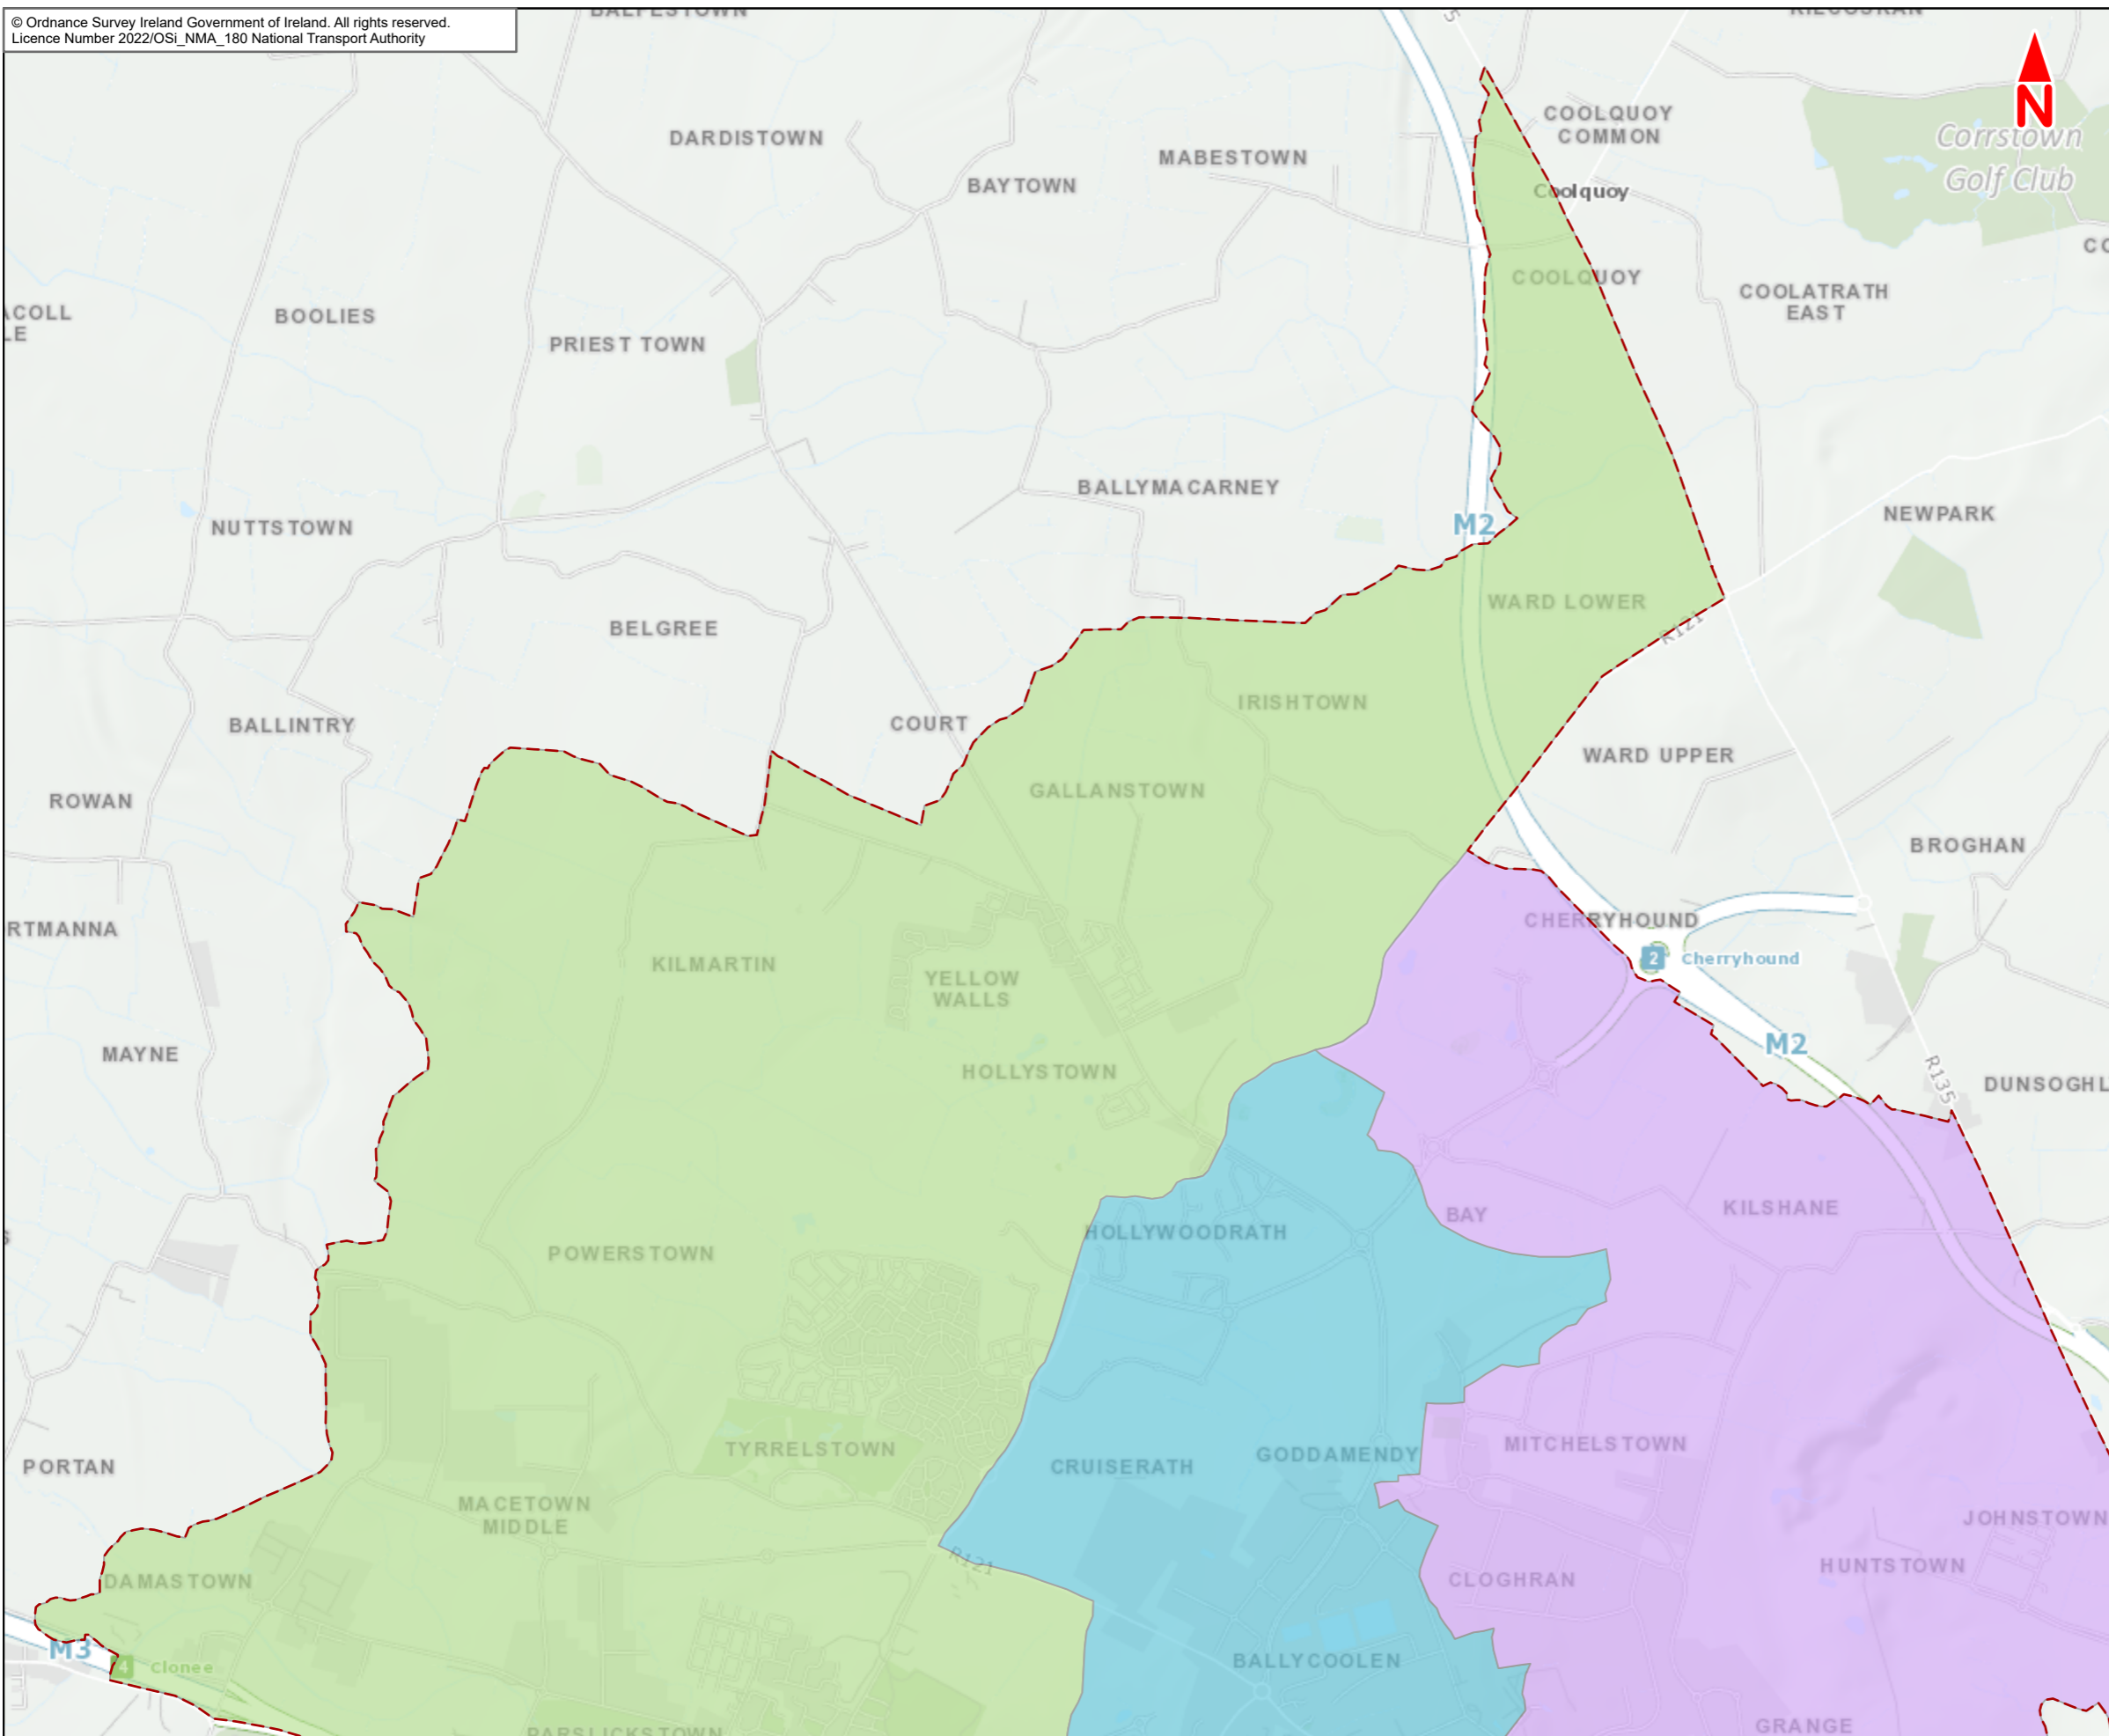 © Ordnance Survey Ireland Government of Ireland. All rights reserved.
Licence Number 2022/OSi_NMA_180 National Transport Authority
N
Corrstown
Golf Club
COOLQUOY
COMMON
DARDISTOWN
MABESTOWN
BAYTOWN
Coolquoy
COOLQUOY
COOLATRATH
EAST
BOOLIES
PRIEST TOWN
BALLYMACARNEY
NEWPARK
M2
NUTTSTOWN
WARD LOWER
R121
BELGREE
IRISHTOWN
BALLINTRY
COURT
WARD UPPER
GALLANSTOWN
ROWAN
BROGHAN
CHERRYHOUND
RTMANNA
2
Cherryhound
KILMARTIN
YELLOW
WALLS
M2
MAYNE
HOLLYSTOWN
R135
DUNSOGHL
BAY
KILSHANE
HOLLYWOODRATH
POWERSTOWN
MITCHELSTOWN
TYRRELSTOWN
GODDAMENDY
PORTAN
CRUISERATH
MACETOWN
MIDDLE
JOHNSTOWN
R121
HUNTSTOWN
DAMASTOWN
CLOGHRAN
M3
4
Clonee
BALLYCOOLEN
GRANGE
PARSLICKSTOWN